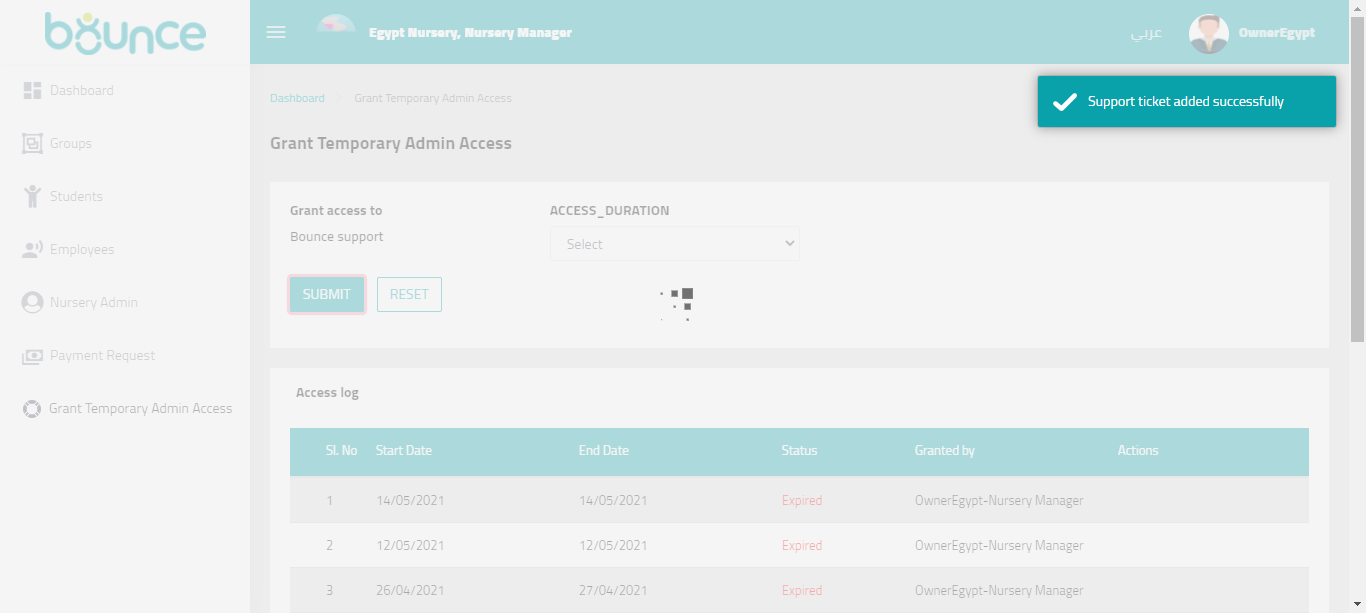 bounce
Egypt Nursery, Nursery Manager
عربي
OwnerEgypt
Dashboard
Groups
Students
Employees
Nursery Admin
Payment Request
Grant Temporary Admin Access
Dashboard
Grant Temporary Admin Access
Support ticket added successfully
Grant Temporary Admin Access
Grant access to
ACCESS_DURATION
Bounce support
Select
SUBMIT
RESET
Access log
Sl. No Start Date End Date Status Granted by Actions
1 14/05/2021 14/05/2021 Expired OwnerEgypt-Nursery Manager
2 12/05/2021 12/05/2021 Expired OwnerEgypt-Nursery Manager
3 26/04/2021 27/04/2021 Expired OwnerEgypt-Nursery Manager